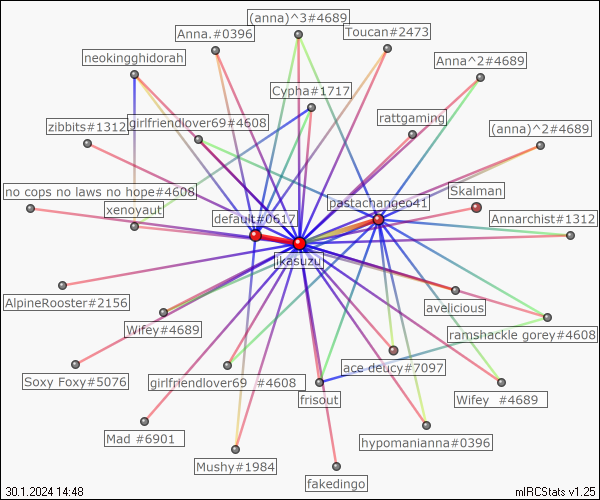 (anna)^3#4689
Anna.#0396
Toucan#2473
neokingghidorah
Anna^2#4689
Cypha#1717
zibbits#1312
girlfriendlover69#4608
rattgaming
(anna)^2#4689
no cops no laws no hope#4608
Skalman
xenoyaut
default#0617
pastachangeo41
Annarchist#1312
ikasuzu
AlpineRooster#2156
avelicious
Wifey#4689
ramshackle gorey#4608
Soxy Foxy#5076
girlfriendlover69 #4608
ace deucy#7097
frisout
Wifey #4689
Mad #6901
hypomanianna#0396
Mushy#1984
fakedingo
30.1.2024 14:48
mIRCStats v1.25